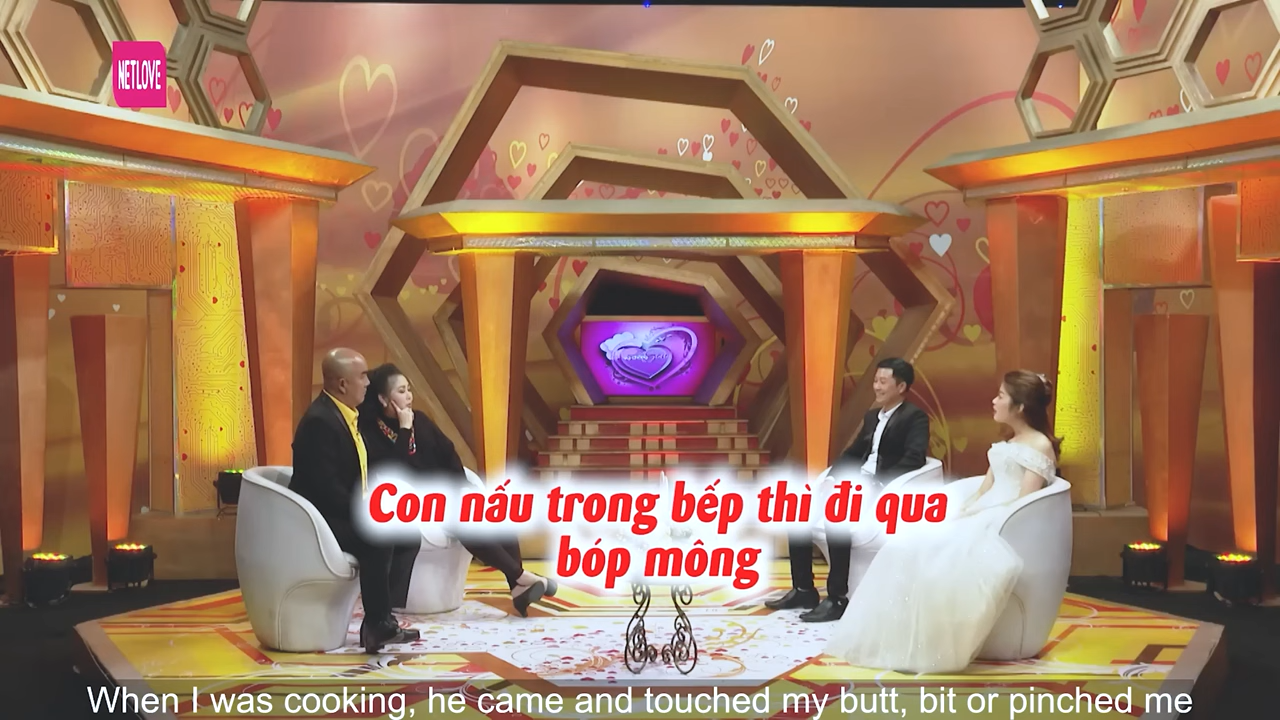 NETLOVE
Con nấu trong bếp thì đi qua
bóp mông
When I was cooking, he came and touched my butt, bit or pinched me